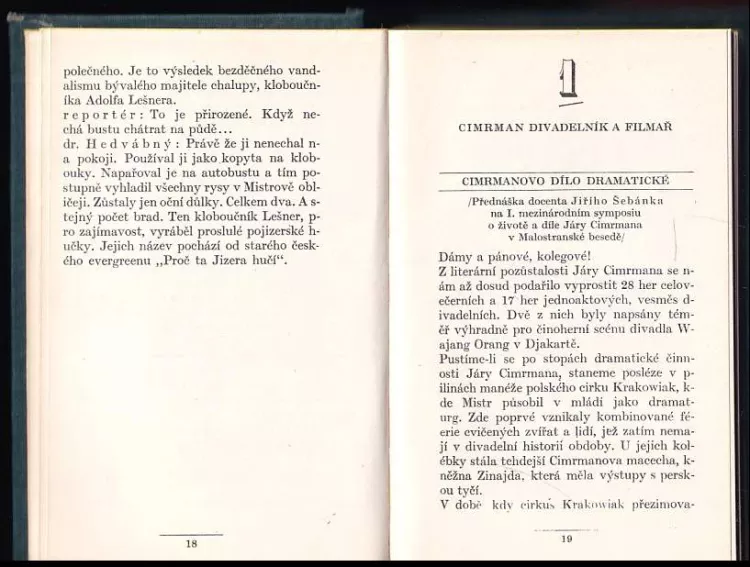 polečného. Je to výsledek bezděčného vand-
alismu bývalého majitele chalupy, kloboučn-
íka Adolfa Lešnera.
reportér: To je přirozené. Když ne-
chá bustu chátrat na půdě...
dr. Hedvábný: Právě že ji nenechal n-
a pokoji. Používal ji jako kopyta na klob-
ouky. Napařoval je na autobustu a tím po-
stupně vyhladil všechny rysy v Mistrově obl-
ičeji. Zůstaly jen oční důlky. Celkem dva. A s-
tejný počet brad. Ten kloboučník Lešner, p-
ro zajímavost, vyráběl proslulé pojizerské h-
učky. Jejich název pochází od starého česk-
ého evergreenu „Proč ta Jizera hučí“.
18
1
CIMRMAN DIVADELNÍK A FILMAŘ
CIMRMANOVO DÍLO DRAMATICKÉ
/Přednáška docenta Jiřího Šebánka
na I. mezinárodním symposiu
o životě a díle Járy Cimrmana
v Malostranské besedě/
Dámy a pánové, kolegové!
Z literární pozůstalosti Járy Cimrmana se n-
ám až dosud podařilo vyprostit 28 her celov-
ečerních a 17 her jednoaktových, vesměs d-
ivadelních. Dvě z nich byly napsány tém-
ěř výhradně pro činoherní scénu divadla W-
ajang Orang v Djakartě.
Pustíme-li se po stopách dramatické činn-
osti Járy Cimrmana, staneme posléze v p-
ilinách manéže polského cirku Krakowiak, k-
de Mistr působil v mládí jako dramat-
urg. Zde poprvé vznikaly kombinované fé-
erie cvičených zvířat a lidí, jež zatím nema-
jí v divadelní historií obdoby. U jejich kol-
ébky stála tehdejší Cimrmanova macecha, k-
něžna Zinajda, která měla výstupy s persk-
ou tyčí.
V době kdy cirkus Krakowiak přezimova-
19